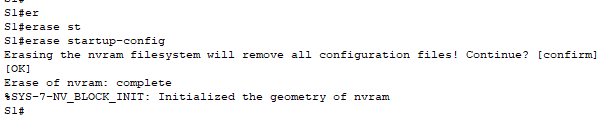 S1#
S1#er
S1#erase st
S1#erase startup-config
Erasing the nvram filesystem will remove all configuration files! Continue? [confirm]
[OK]
Erase of nvram: complete
%SYS-7-NV_BLOCK_INIT: Initialized the geometry of nvram
S1#